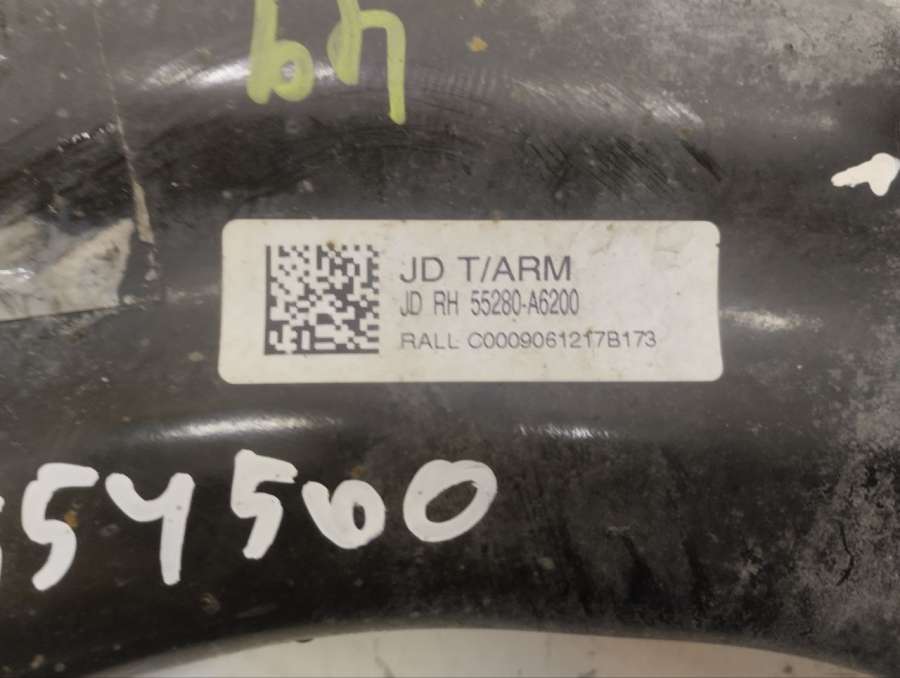 JD T/ARM
JD RH 55280-A6200
RALL C0009061217B173
54500